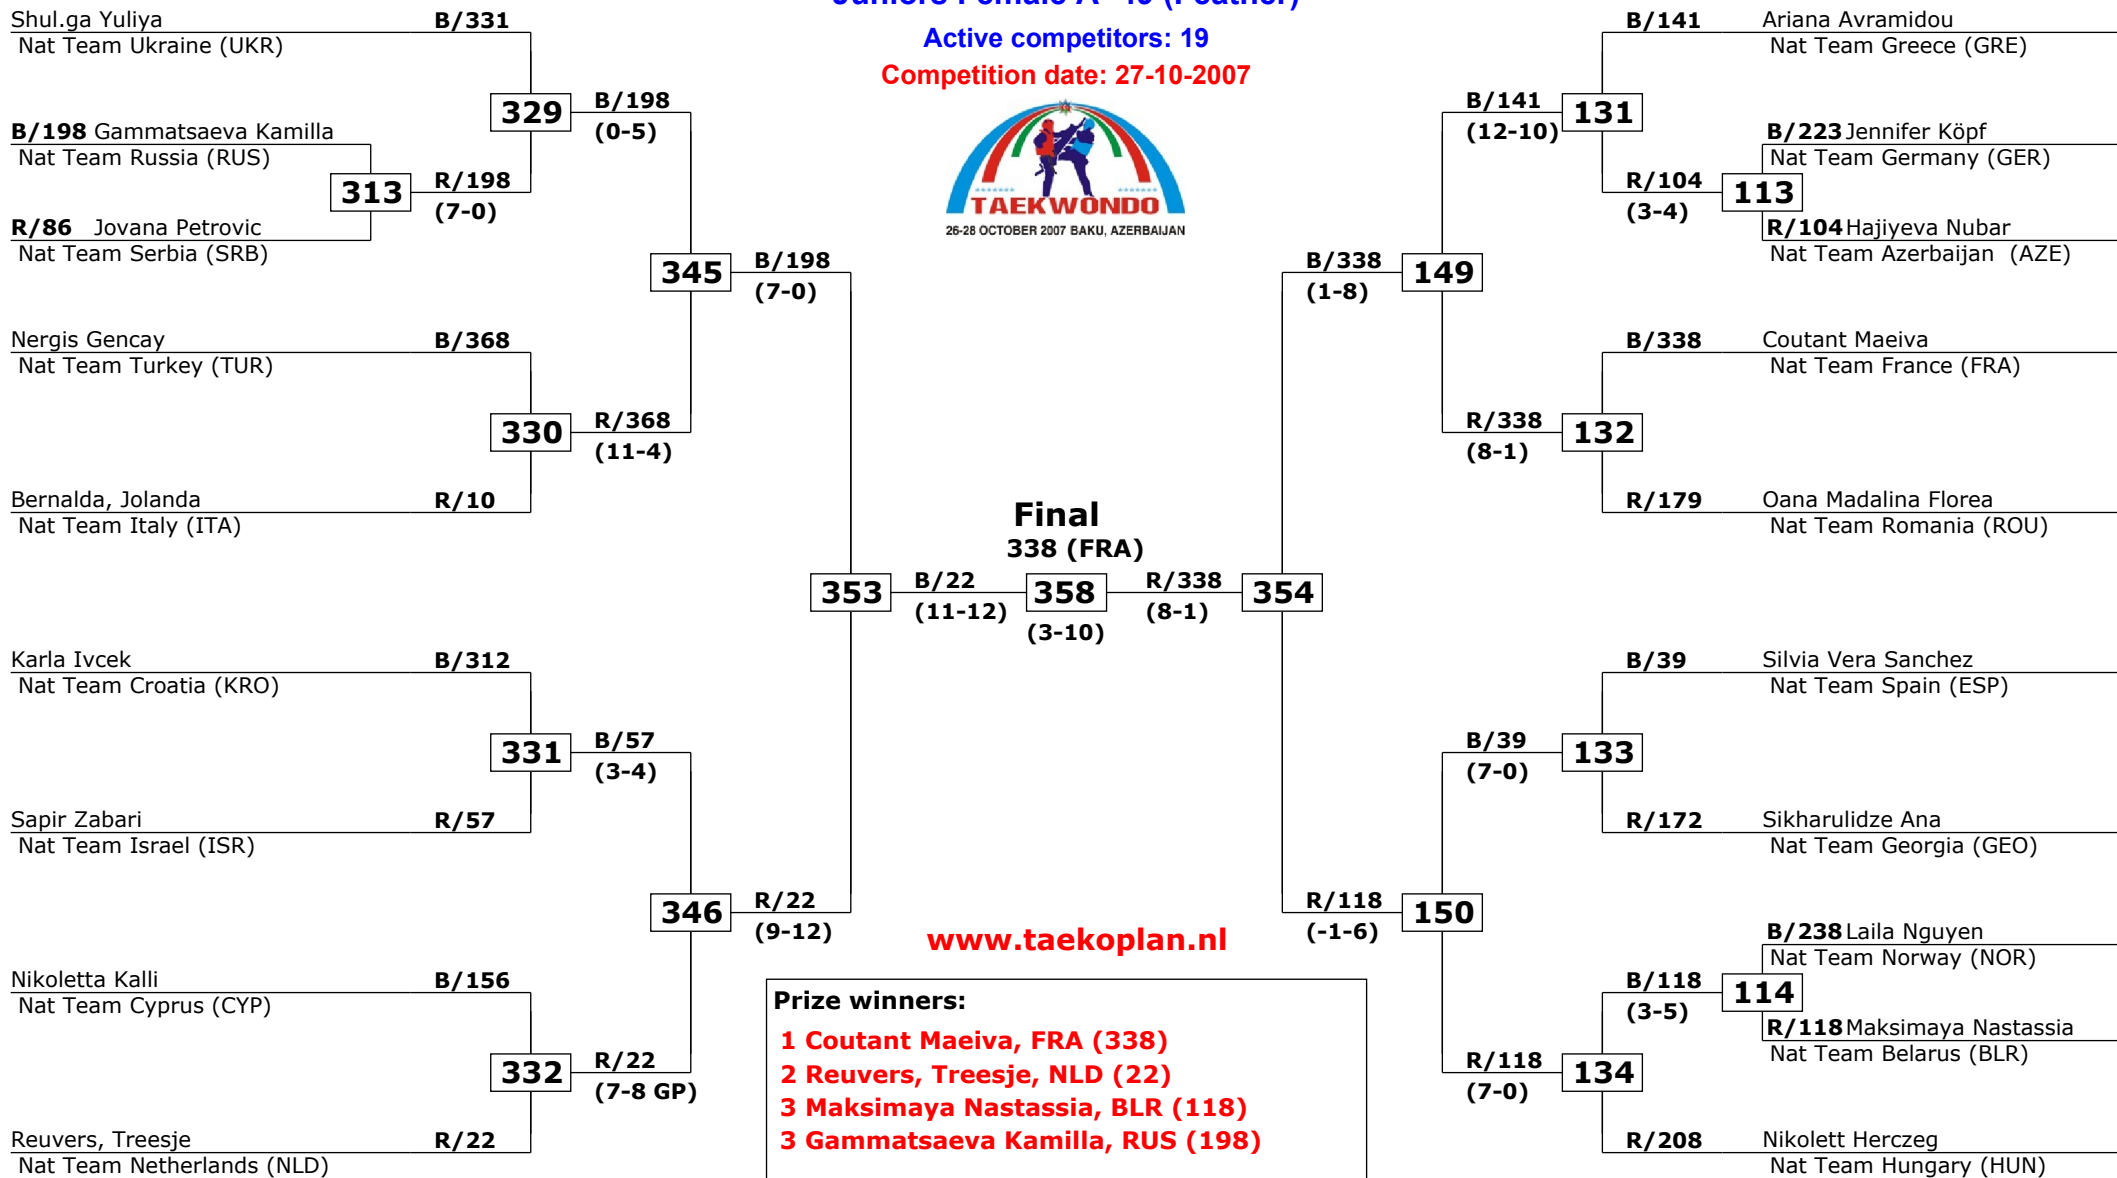 Juniors Female A -49 (Feather)
Active competitors: 19
Competition date: 27-10-2007
TAEKWONDO
26-28 OCTOBER 2007 BAKU, AZERBAIJAN
Shul.ga Yuliya B/331
Nat Team Ukraine (UKR)
329
B/198
(0-5)
B/198 Gammatsaeva Kamilla
Nat Team Russia (RUS)
313
R/198
(7-0)
R/86 Jovana Petrovic
Nat Team Serbia (SRB)
345
B/198
(7-0)
Nergis Gencay B/368
Nat Team Turkey (TUR)
330
R/368
(11-4)
Bernalda, Jolanda R/10
Nat Team Italy (ITA)
353
B/22
(11-12)
Karla Ivcek B/312
Nat Team Croatia (KRO)
331
B/57
(3-4)
Sapir Zabari R/57
Nat Team Israel (ISR)
346
R/22
(9-12)
Nikoletta Kalli B/156
Nat Team Cyprus (CYP)
332
R/22
(7-8 GP)
Reuvers, Treesje R/22
Nat Team Netherlands (NLD)
Final
338 (FRA)
358
(3-10)
R/338
(8-1)
354
B/141 Ariana Avramidou
Nat Team Greece (GRE)
B/141
(12-10)
131
B/223 Jennifer Köpf
Nat Team Germany (GER)
R/104
(3-4)
113
R/104 Hajiyeva Nubar
Nat Team Azerbaijan (AZE)
B/338
(1-8)
149
B/338 Coutant Maeiva
Nat Team France (FRA)
R/338
(8-1)
132
R/179 Oana Madalina Florea
Nat Team Romania (ROU)
B/39 Silvia Vera Sanchez
Nat Team Spain (ESP)
B/39
(7-0)
133
R/172 Sikharulidze Ana
Nat Team Georgia (GEO)
R/118
(-1-6)
150
B/238 Laila Nguyen
Nat Team Norway (NOR)
B/118
(3-5)
114
R/118 Maksimaya Nastassia
Nat Team Belarus (BLR)
R/118
(7-0)
134
R/208 Nikolett Herczeg
Nat Team Hungary (HUN)
www.taekoplan.nl
Prize winners:
1 Coutant Maeiva, FRA (338)
2 Reuvers, Treesje, NLD (22)
3 Maksimaya Nastassia, BLR (118)
3 Gammatsaeva Kamilla, RUS (198)